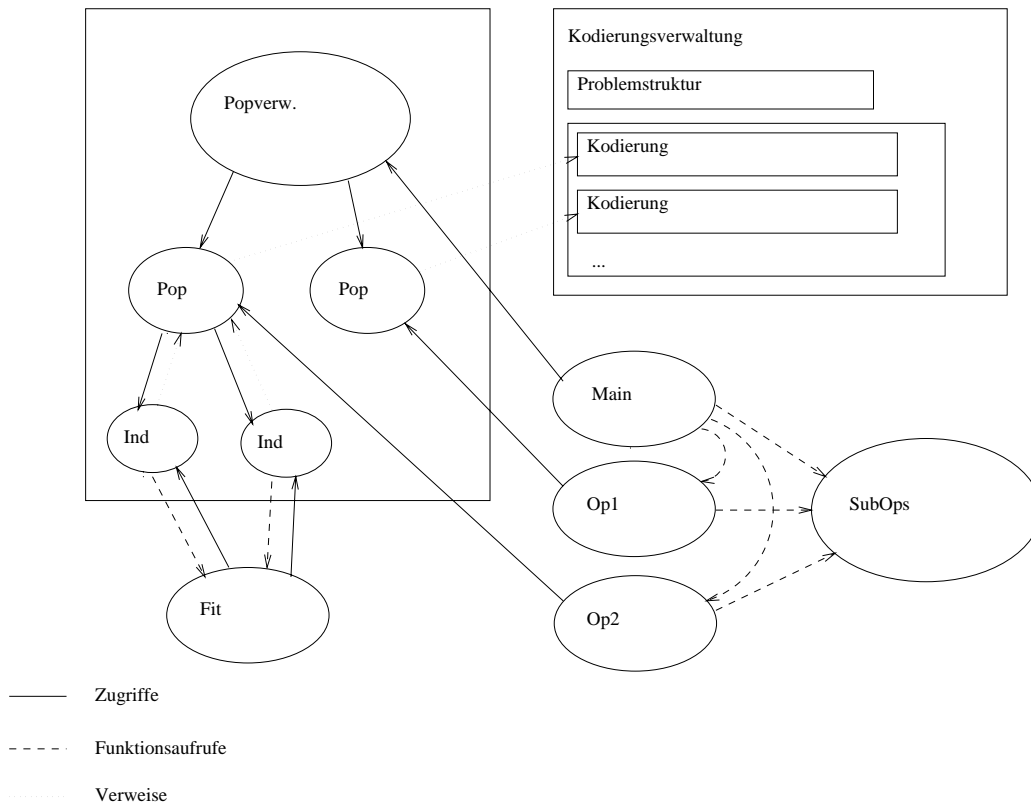 Kodierungsverwaltung
Problemstruktur
Popverw.
Kodierung
Kodierung
...
Pop
Pop
Main
Ind
Ind
Op1
SubOps
Fit
Op2
Zugriffe
Funktionsaufrufe
Verweise